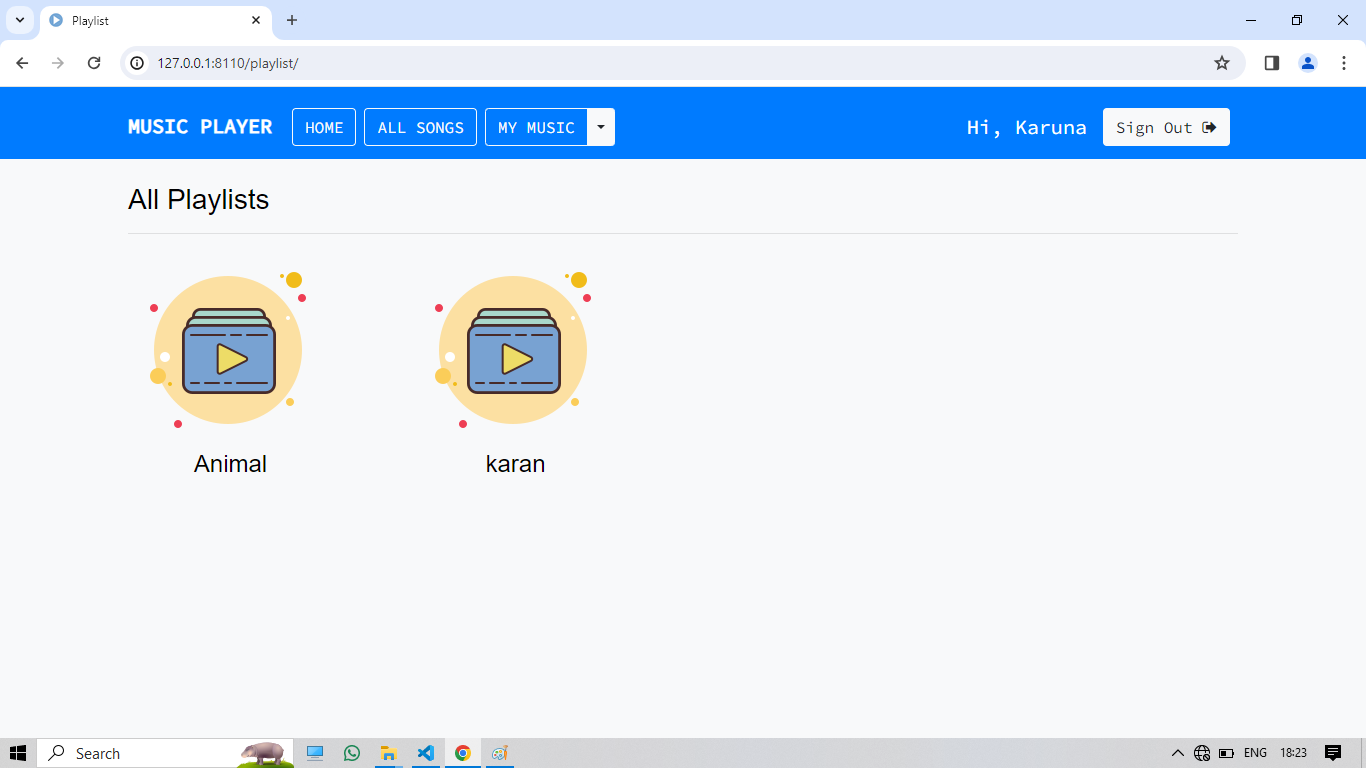 Playlist
127.0.0.1:8110/playlist/
MUSIC PLAYER HOME ALL SONGS MY MUSIC Hi, Karuna Sign Out
All Playlists
Animal karan
Search ENG 18:23